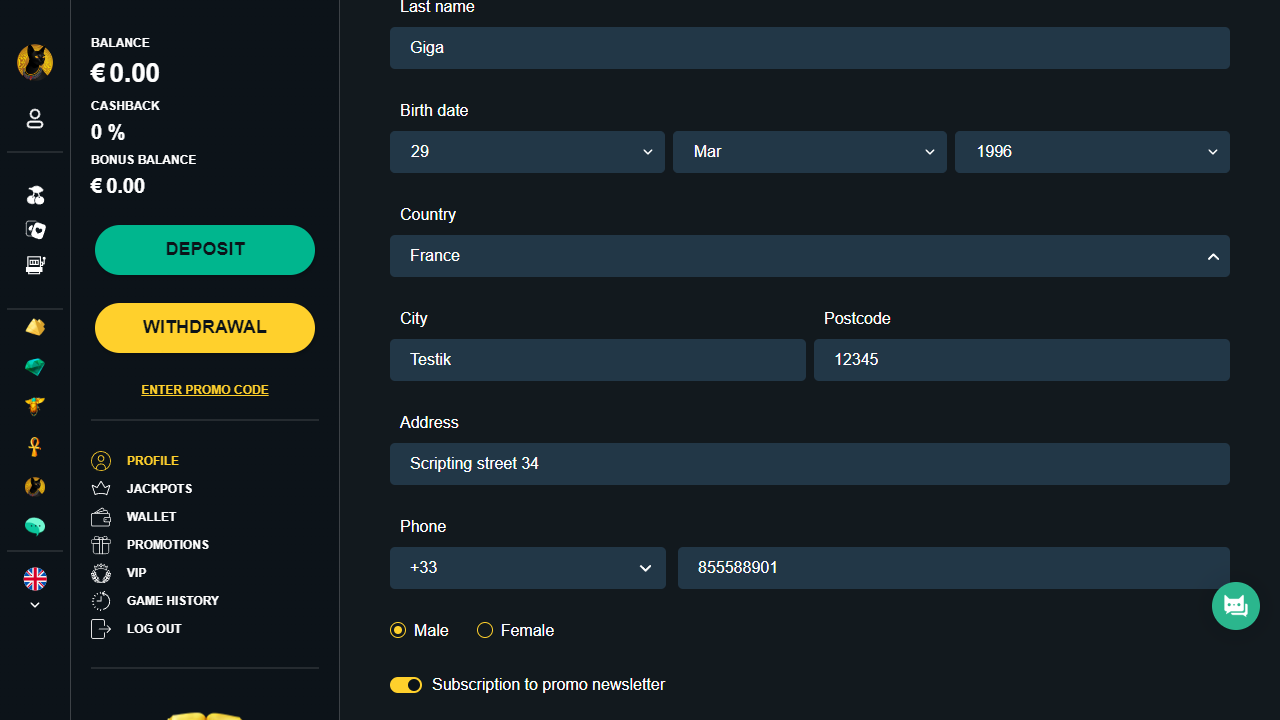 BALANCE
€ 0.00
CASHBACK
0 %
BONUS BALANCE
€ 0.00
DEPOSIT
WITHDRAWAL
ENTER PROMO CODE
PROFILE
JACKPOTS
WALLET
PROMOTIONS
VIP
GAME HISTORY
LOG OUT
Last name
Giga
Birth date
29 Mar 1996
Country
France
City Postcode
Testik 12345
Address
Scripting street 34
Phone
+33 855588901
Male Female
Subscription to promo newsletter